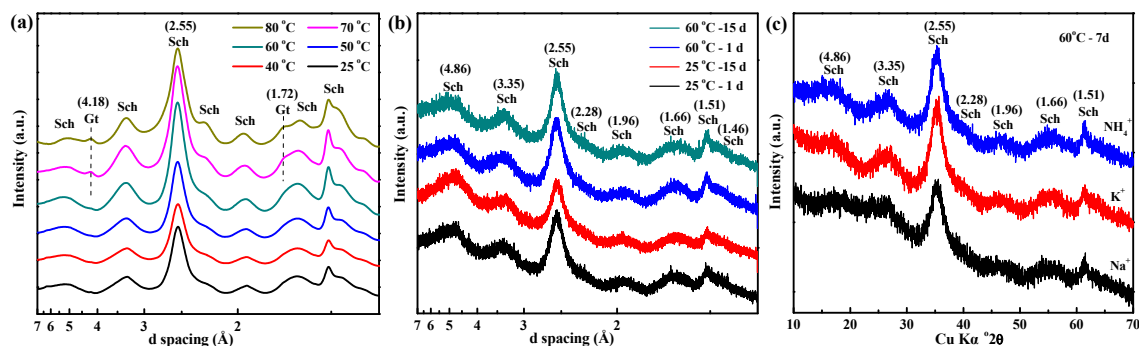 (a)
(2.55)
Sch
80 °C
70 °C
60 °C
50 °C
40 °C
25 °C
Sch
(4.18)
Gt
Sch
Sch
Sch
(1.72)
Gt
Sch
Sch
Intensity (a.u.)
7 6 5 4 3 2
d spacing (Å)
(b)
(2.55)
Sch
60 °C -15 d
60 °C - 1 d
25 °C -15 d
25 °C - 1 d
(4.86)
Sch
(3.35)
Sch
(2.28)
Sch
(1.96)
Sch
(1.66)
Sch
(1.51)
Sch
(1.46)
Sch
Intensity (a.u.)
7 6 5 4 3 2
d spacing (Å)
(c)
(2.55)
Sch
60°C - 7d
(4.86)
Sch
(3.35)
Sch
(2.28)
Sch
(1.96)
Sch
(1.66)
Sch
(1.51)
Sch
NH₄⁺
K⁺
Na⁺
Intensity (a.u.)
10 20 30 40 50 60 70
Cu Kα °2θ